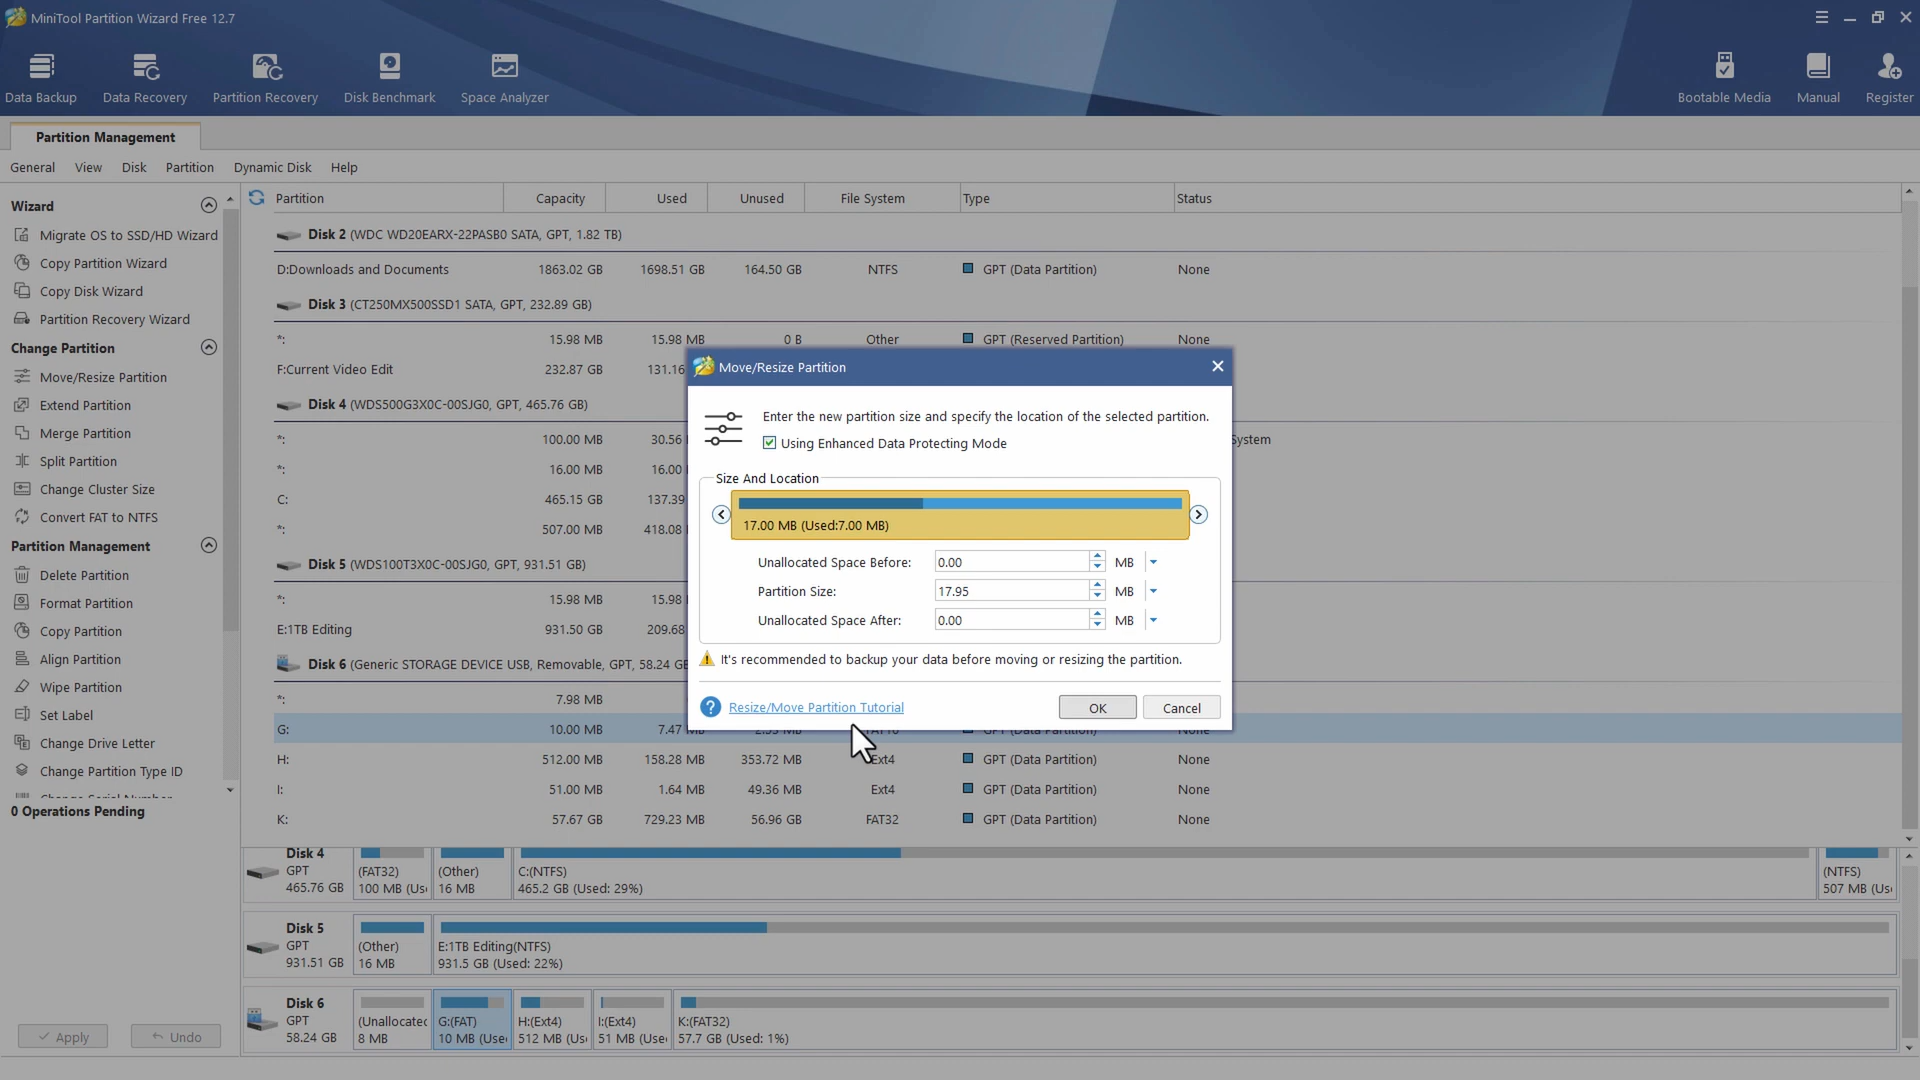 MiniTool Partition Wizard Free 12.7
Data Backup
Data Recovery
Partition Recovery
Disk Benchmark
Space Analyzer
Bootable Media
Manual
Register
Partition Management
General View Disk Partition Dynamic Disk Help
Wizard
Migrate OS to SSD/HD Wizard
Copy Partition Wizard
Copy Disk Wizard
Partition Recovery Wizard
Change Partition
Move/Resize Partition
Extend Partition
Merge Partition
Split Partition
Change Cluster Size
Convert FAT to NTFS
Partition Management
Delete Partition
Format Partition
Copy Partition
Align Partition
Wipe Partition
Set Label
Change Drive Letter
Change Partition Type ID
Change Serial Number
0 Operations Pending
Apply
Undo
Partition Capacity Used Unused File System Type Status
Disk 2 (WDC WD20EARX-22PASB0 SATA, GPT, 1.82 TB)
D:Downloads and Documents 1863.02 GB 1698.51 GB 164.50 GB NTFS GPT (Data Partition) None
Disk 3 (CT250MX500SSD1 SATA, GPT, 232.89 GB)
*: 15.98 MB 15.98 MB 0 B Other GPT (Reserved Partition) None
F:Current Video Edit 232.87 GB 131.16
Disk 4 (WDS500G3X0C-00SJG0, GPT, 465.76 GB)
*: 100.00 MB 30.56 System
*: 16.00 MB 16.00
C: 465.15 GB 137.39
*: 507.00 MB 418.08
Disk 5 (WDS100T3X0C-00SJG0, GPT, 931.51 GB)
*: 15.98 MB 15.98
E:1TB Editing 931.50 GB 209.68
Disk 6 (Generic STORAGE DEVICE USB, Removable, GPT, 58.24 GB
*: 7.98 MB
G: 10.00 MB 7.47 MB 2.53 MB FAT16 GPT (Data Partition) None
H: 512.00 MB 158.28 MB 353.72 MB Ext4 GPT (Data Partition) None
I: 51.00 MB 1.64 MB 49.36 MB Ext4 GPT (Data Partition) None
K: 57.67 GB 729.23 MB 56.96 GB FAT32 GPT (Data Partition) None
Move/Resize Partition
Enter the new partition size and specify the location of the selected partition.
Using Enhanced Data Protecting Mode
Size And Location
17.00 MB (Used:7.00 MB)
Unallocated Space Before: 0.00 MB
Partition Size: 17.95 MB
Unallocated Space After: 0.00 MB
It's recommended to backup your data before moving or resizing the partition.
Resize/Move Partition Tutorial
OK
Cancel
Disk 4
GPT
465.76 GB
(FAT32)
100 MB (Us
(Other)
16 MB
C:(NTFS)
465.2 GB (Used: 29%)
(NTFS)
507 MB (Us
Disk 5
GPT
931.51 GB
(Other)
16 MB
E:1TB Editing(NTFS)
931.5 GB (Used: 22%)
Disk 6
GPT
58.24 GB
(Unallocated
8 MB
G:(FAT)
10 MB (Use
H:(Ext4)
512 MB (Us
I:(Ext4)
51 MB (Use
K:(FAT32)
57.7 GB (Used: 1%)